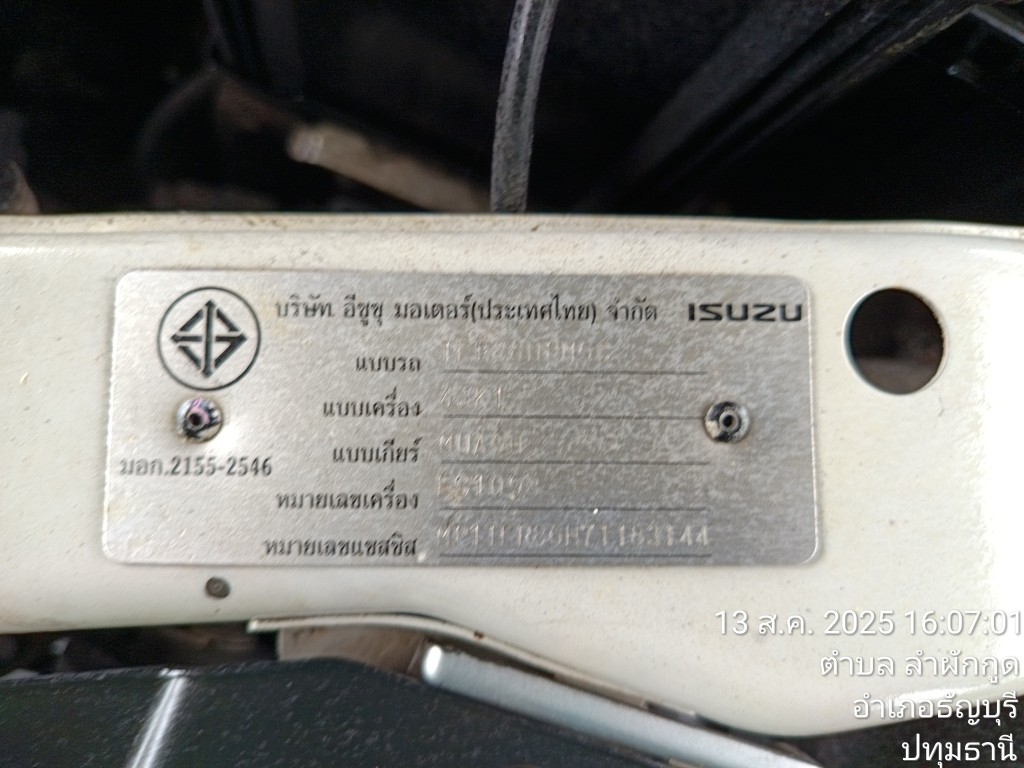 บริษัท อีซูซุ มอเตอร์(ประเทศไทย) จำกัด ISUZU
แบบรถ
แบบเครื่อง
แบบเกียร์
มอก.2155-2546
หมายเลขเครื่อง
หมายเลขแชสซิส
13 ส.ค. 2025 16:07:01
ตำบล ลำผักกูด
อำเภอธัญบุรี
ปทุมธานี